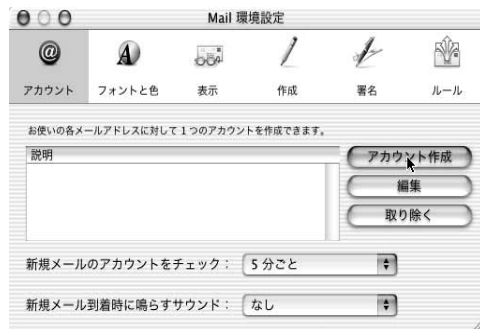 Mail 環境設定
アカウント フォントと色 表示 作成 署名 ルール
お使いの各メールアドレスに対して1つのアカウントを作成できます。
説明
アカウント作成
編集
取り除く
新規メールのアカウントをチェック： 5 分ごと
新規メール到着時に鳴らすサウンド： なし